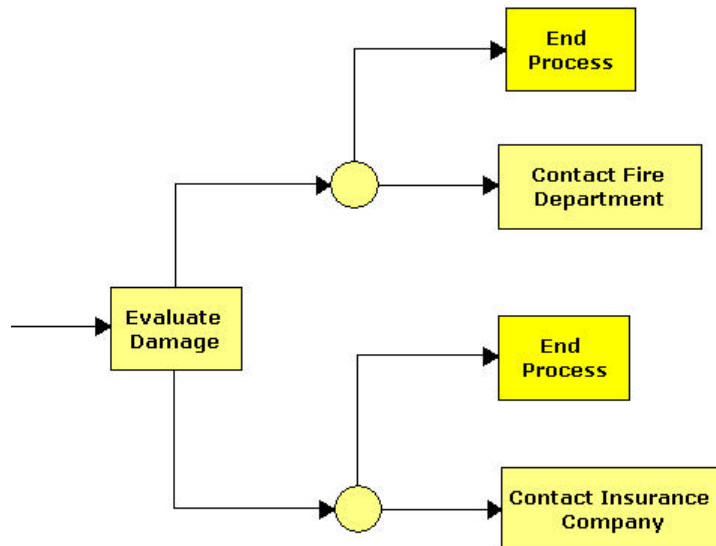 End
Process
Contact Fire
Department
Evaluate
Damage
End
Process
Contact Insurance
Company